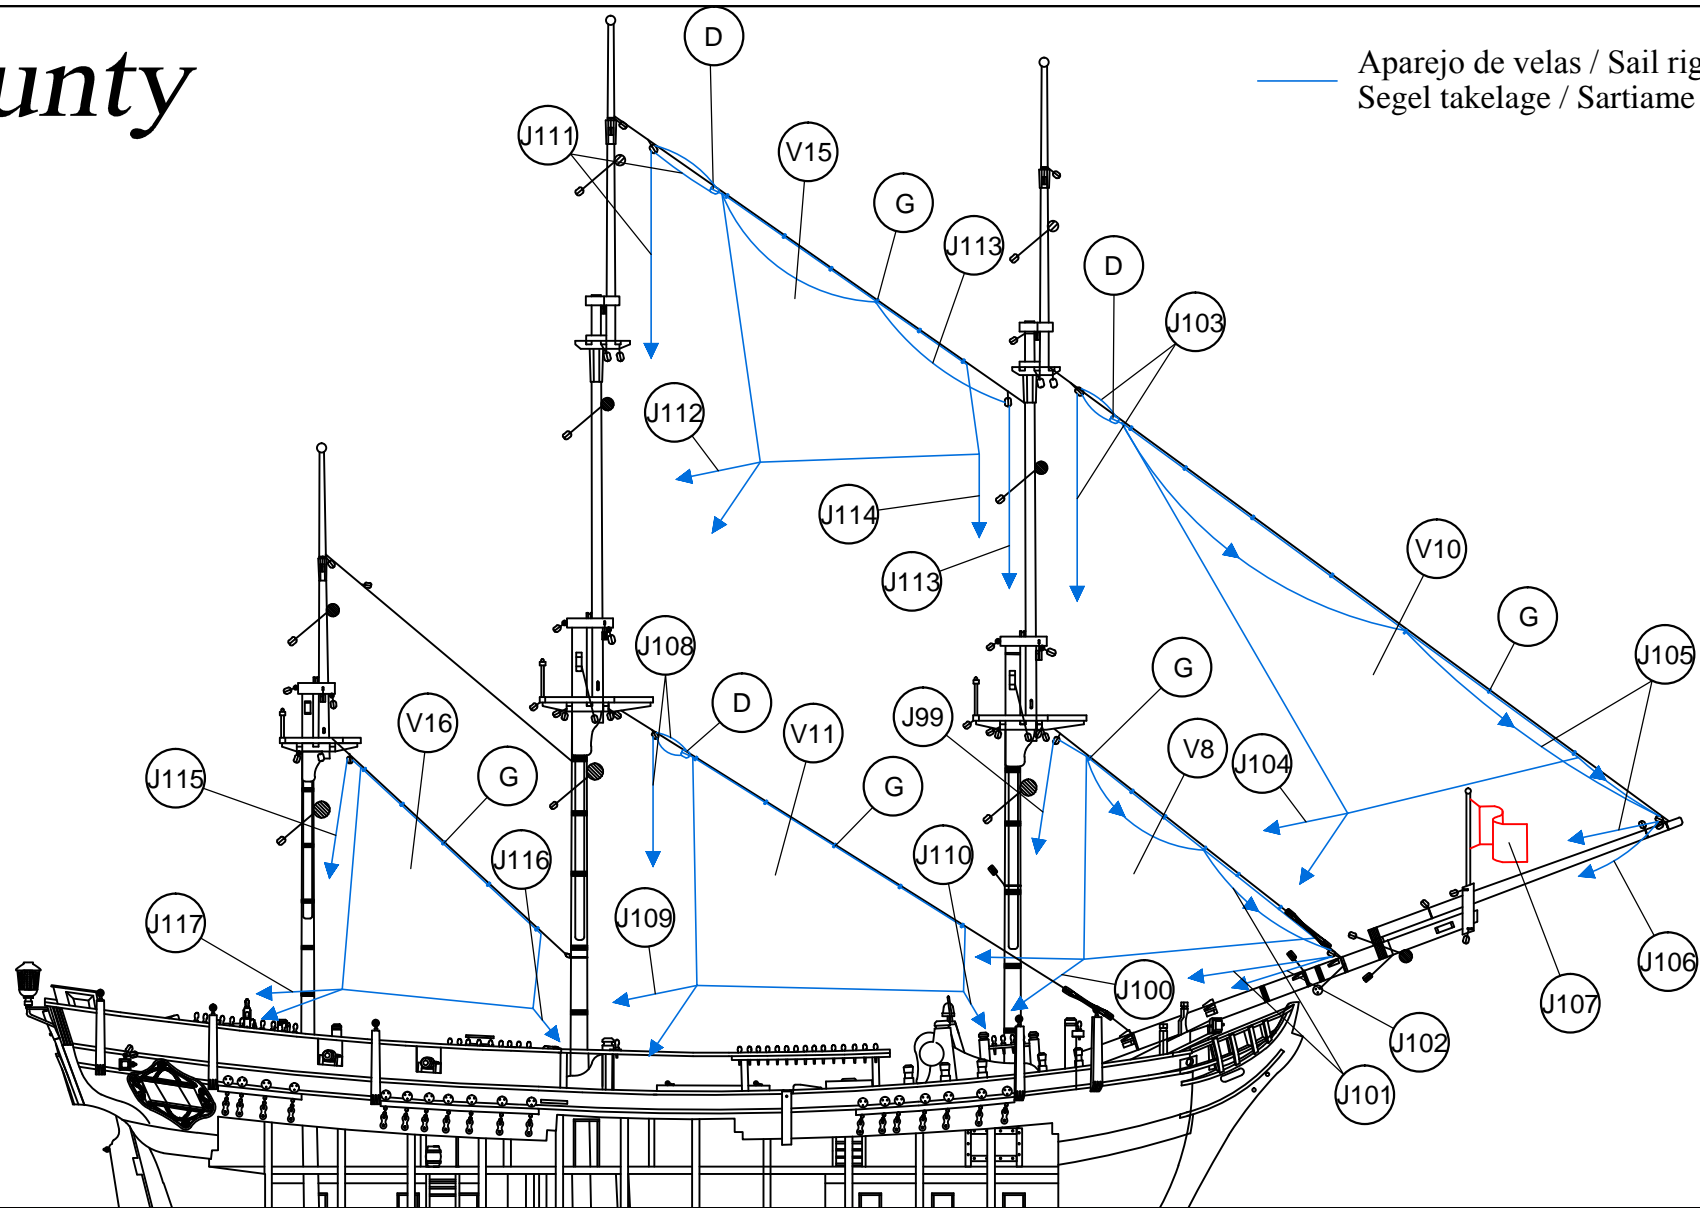 unty
Aparejo de velas / Sail rig
Segel takelage / Sartiame
D
J111
V15
G
J113
D
J103
J112
J114
J113
V10
G
J105
J108
D
V11
G
J99
G
V8
J104
V16
G
J115
J116
J110
J117
J109
J100
J106
J107
J102
J101